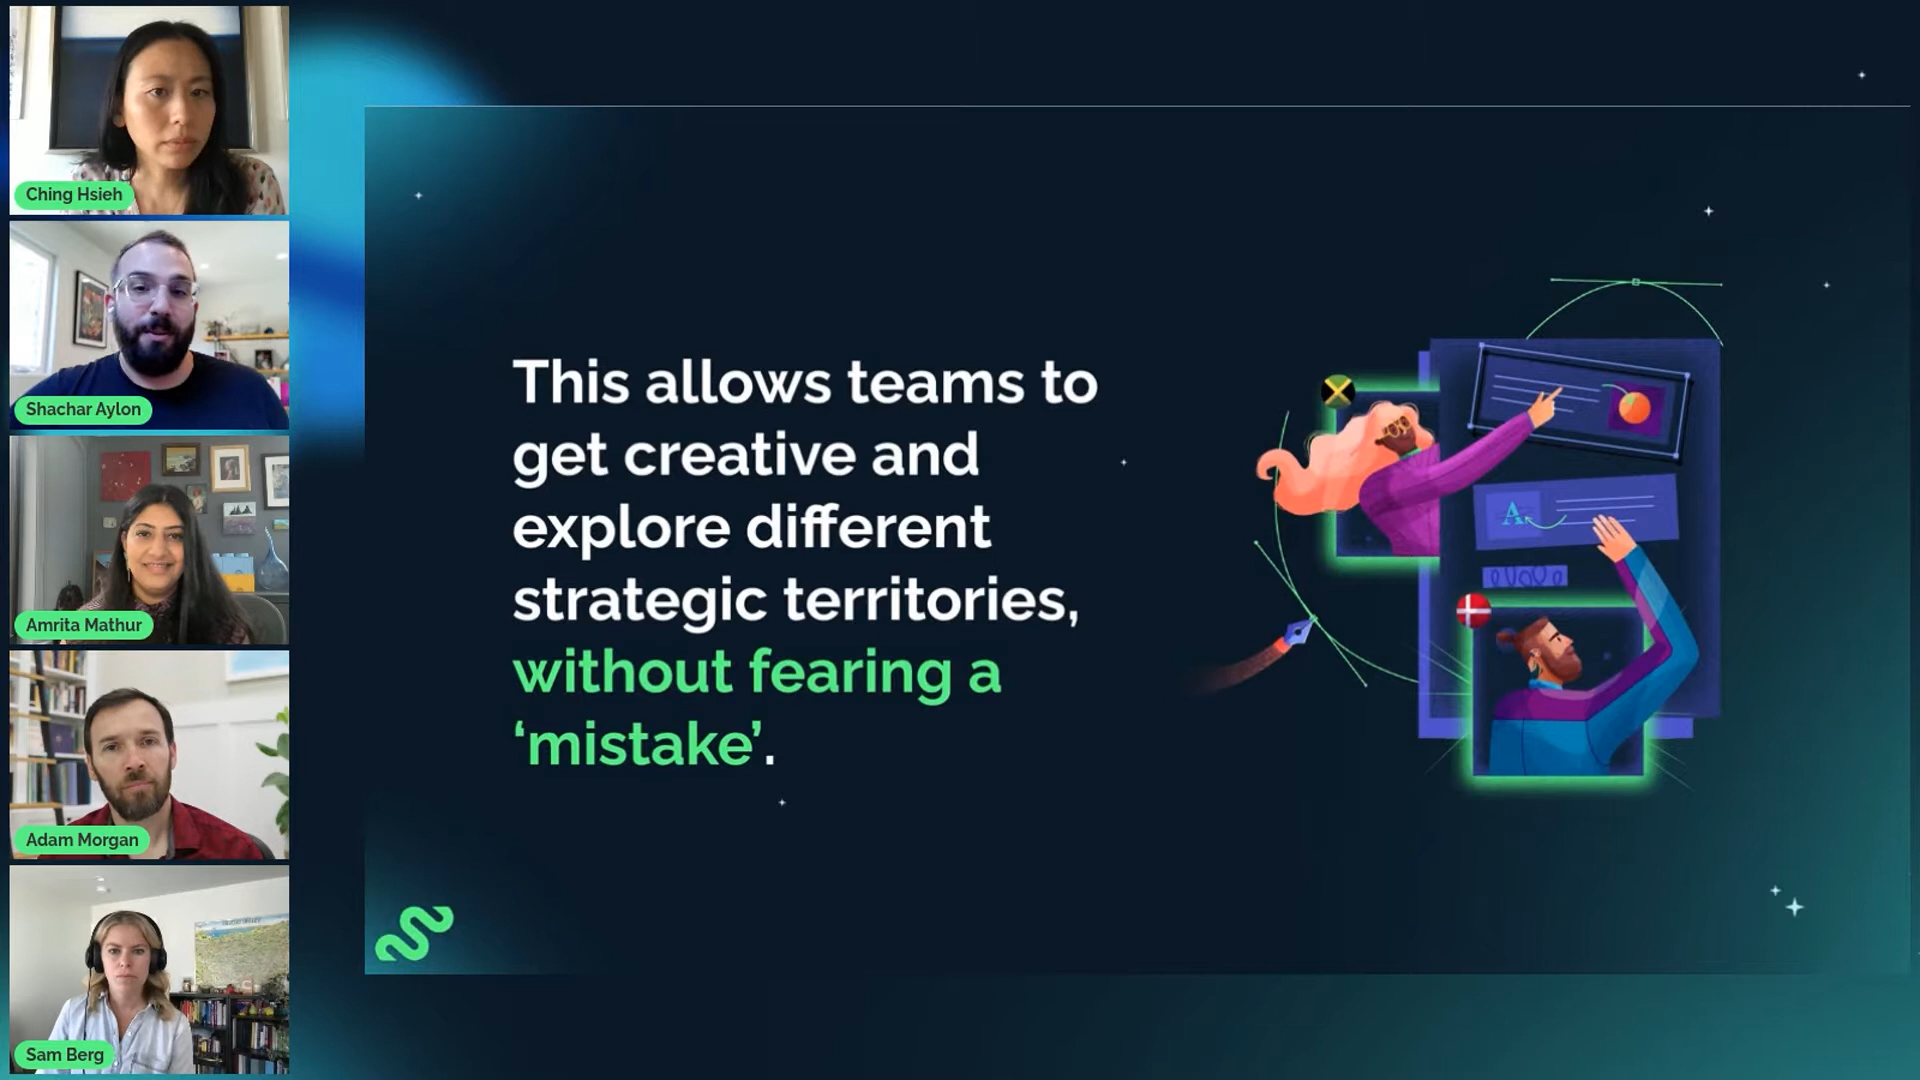 Ching Hsieh
Shachar Aylon
Amrita Mathur
Adam Morgan
Sam Berg
This allows teams to
get creative and
explore different
strategic territories,
without fearing a
‘mistake’.
A